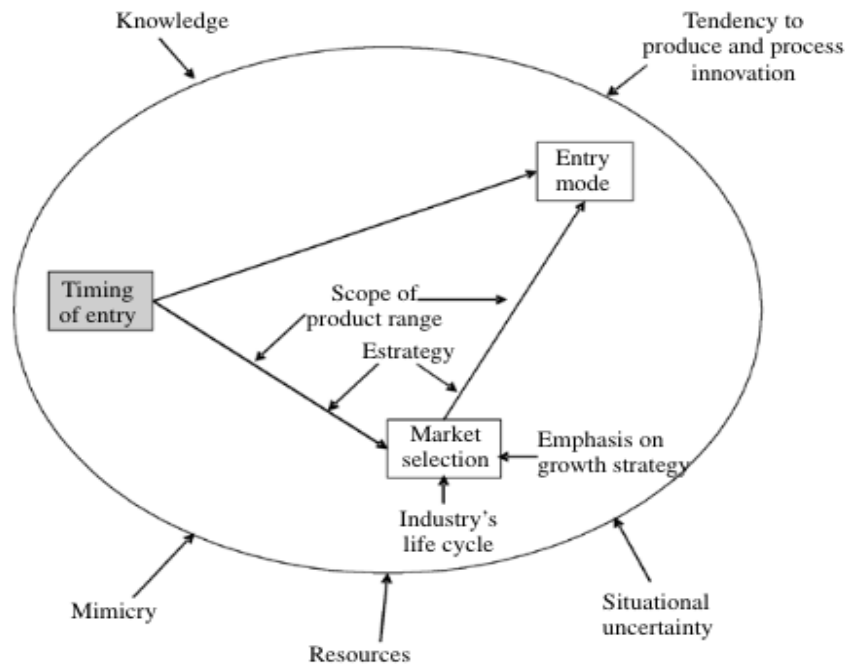 Knowledge
Tendency to
produce and process
innovation
Entry
mode
Timing
of entry
Scope of
product range
Estrategy
Market
selection
Emphasis on
growth strategy
Industry's
life cycle
Mimicry
Resources
Situational
uncertainty